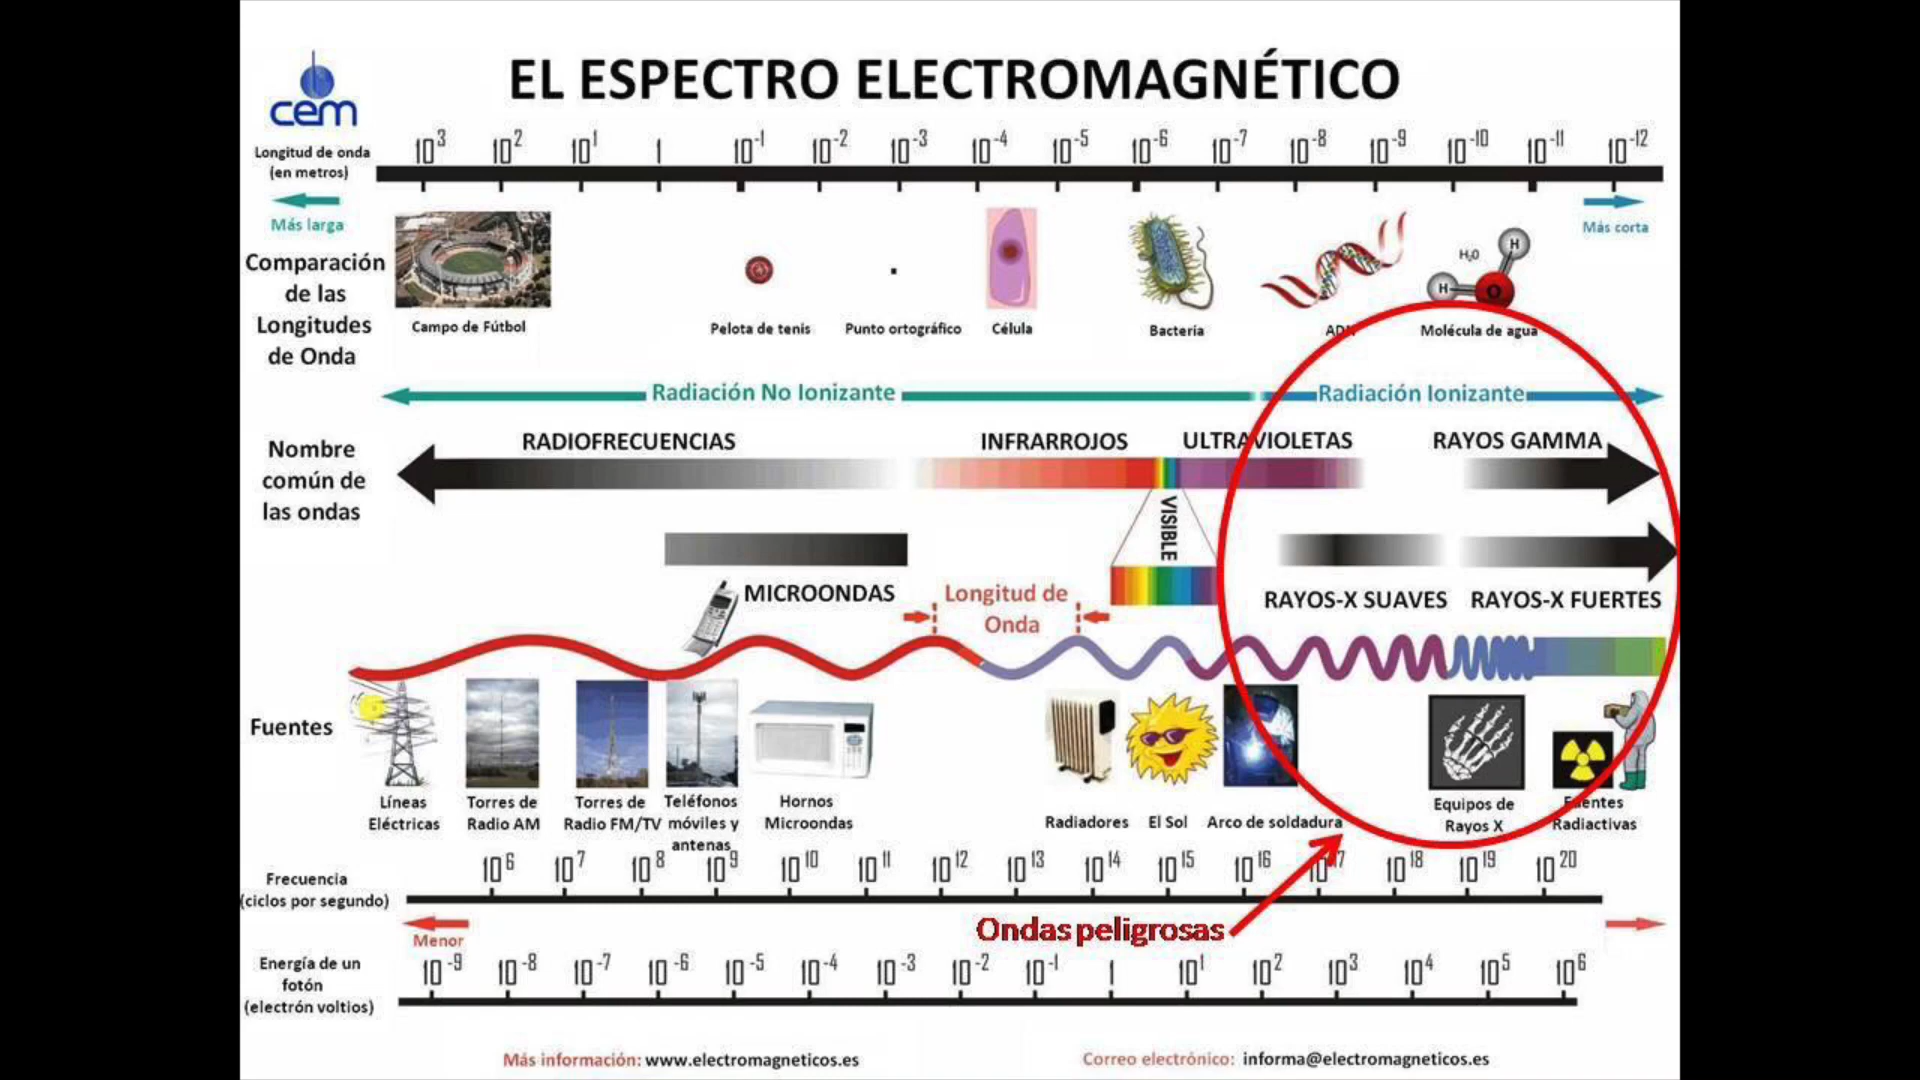 EL ESPECTRO ELECTROMAGNÉTICO
cem
Longitud de onda
(en metros)
10³ 10² 10¹ 1 10⁻¹ 10⁻² 10⁻³ 10⁻⁴ 10⁻⁵ 10⁻⁶ 10⁻⁷ 10⁻⁸ 10⁻⁹ 10⁻¹⁰ 10⁻¹¹ 10⁻¹²
Más larga
Más corta
Comparación
de las
Longitudes
de Onda
H₂O
H
H
O
Campo de Fútbol
Pelota de tenis
Punto ortográfico
Célula
Bacteria
ADN
Molécula de agua
Radiación No Ionizante
Radiación Ionizante
Nombre
común de
las ondas
RADIOFRECUENCIAS
INFRARROJOS
ULTRAVIOLETAS
RAYOS GAMMA
VISIBLE
MICROONDAS
Longitud de
Onda
RAYOS-X SUAVES
RAYOS-X FUERTES
Fuentes
Líneas
Eléctricas
Torres de
Radio AM
Torres de
Radio FM/TV
Teléfonos
móviles y
antenas
Hornos
Microondas
Radiadores
El Sol
Arco de soldadura
Equipos de
Rayos X
Fuentes
Radiactivas
Frecuencia
(ciclos por segundo)
10⁶ 10⁷ 10⁸ 10⁹ 10¹⁰ 10¹¹ 10¹² 10¹³ 10¹⁴ 10¹⁵ 10¹⁶ 10¹⁷ 10¹⁸ 10¹⁹ 10²⁰
Menor
Ondas peligrosas
Energía de un
fotón
(electrón voltios)
10⁻⁹ 10⁻⁸ 10⁻⁷ 10⁻⁶ 10⁻⁵ 10⁻⁴ 10⁻³ 10⁻² 10⁻¹ 1 10¹ 10² 10³ 10⁴ 10⁵ 10⁶
Más información: www.electromagneticos.es
Correo electrónico: informa@electromagneticos.es